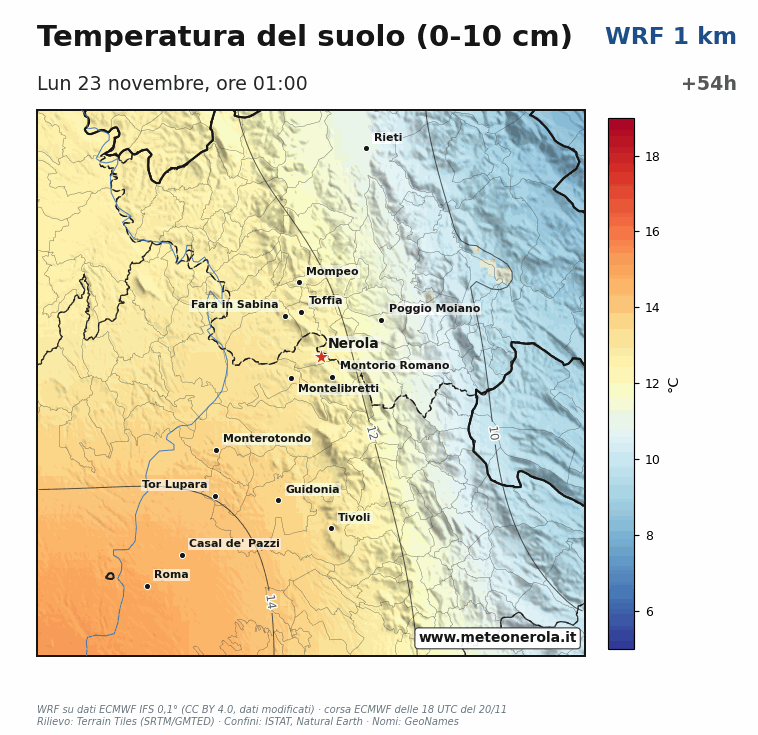 Temperatura del suolo (0-10 cm)
WRF 1 km
Lun 23 novembre, ore 01:00
+54h
Rieti
Mompeo
Fara in Sabina
Toffia
Poggio Moiano
Nerola
Montorio Romano
Montelibretti
12
10
Monterotondo
Tor Lupara
Guidonia
Tivoli
Casal de' Pazzi
Roma
14
www.meteonerola.it
18
16
14
12
10
8
6
°C
WRF su dati ECMWF IFS 0,1° (CC BY 4.0, dati modificati) · corsa ECMWF delle 18 UTC del 20/11
Rilievo: Terrain Tiles (SRTM/GMTED) · Confini: ISTAT, Natural Earth · Nomi: GeoNames